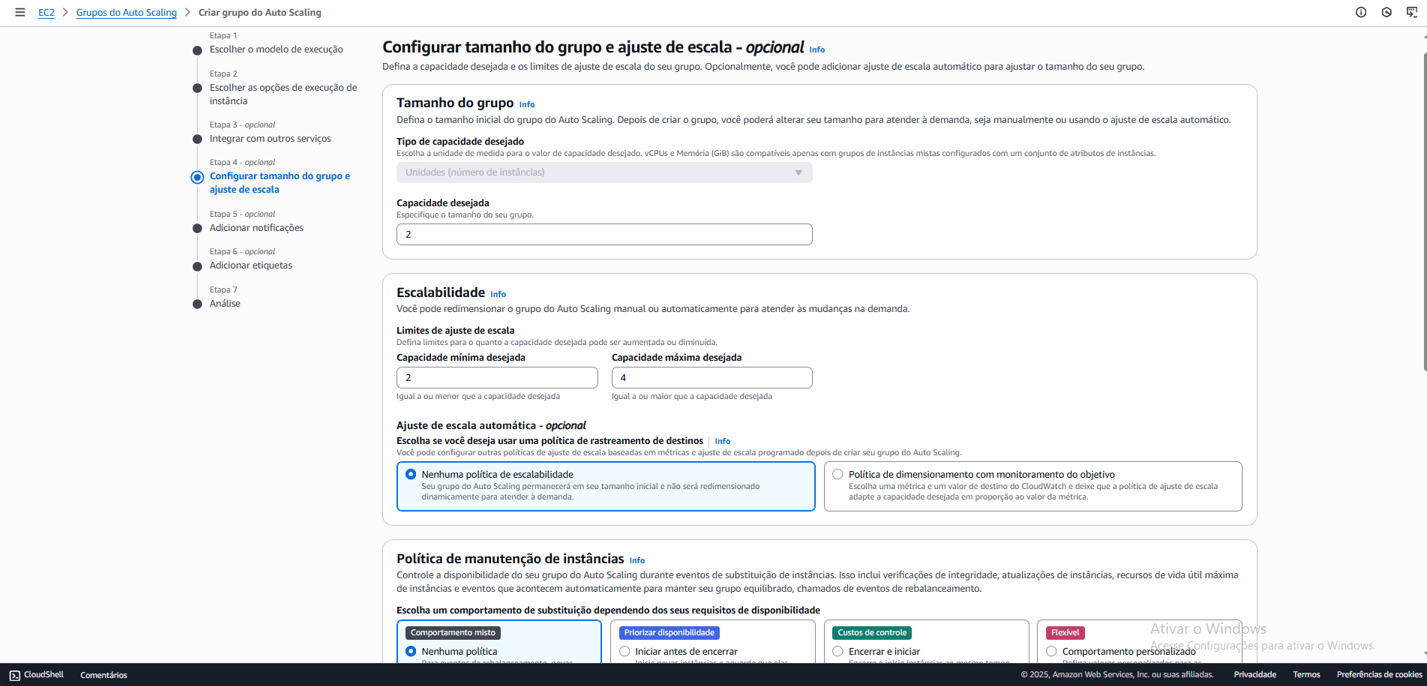 EC2 > Grupos do Auto Scaling > Criar grupo do Auto Scaling
Etapa 1
Escolher o modelo de execução
Etapa 2
Escolher as opções de execução de
instância
Etapa 3 - opcional
Integrar com outros serviços
Etapa 4 - opcional
Configurar tamanho do grupo e
ajuste de escala
Etapa 5 - opcional
Adicionar notificações
Etapa 6 - opcional
Adicionar etiquetas
Etapa 7
Análise
Configurar tamanho do grupo e ajuste de escala - opcional Info
Defina a capacidade desejada e os limites de ajuste de escala do seu grupo. Opcionalmente, você pode adicionar ajuste de escala automático para ajustar o tamanho do seu grupo.
Tamanho do grupo Info
Defina o tamanho inicial do grupo do Auto Scaling. Depois de criar o grupo, você poderá alterar seu tamanho para atender à demanda, seja manualmente ou usando o ajuste de escala automático.
Tipo de capacidade desejado
Escolha a unidade de medida para o valor de capacidade desejado. vCPUs e Memória (GiB) são compatíveis apenas com grupos de instâncias mistas configurados com um conjunto de atributos de instâncias.
Unidades (número de instâncias)
Capacidade desejada
Especifique o tamanho do seu grupo.
2
Escalabilidade Info
Você pode redimensionar o grupo do Auto Scaling manual ou automaticamente para atender às mudanças na demanda.
Limites de ajuste de escala
Defina limites para o quanto a capacidade desejada pode ser aumentada ou diminuída.
Capacidade mínima desejada
2
Igual a ou menor que a capacidade desejada
Capacidade máxima desejada
4
Igual a ou maior que a capacidade desejada
Ajuste de escala automática - opcional
Escolha se você deseja usar uma política de rastreamento de destinos Info
Você pode configurar outras políticas de ajuste de escala baseadas em métricas e ajuste de escala programado depois de criar seu grupo do Auto Scaling.
Nenhuma política de escalabilidade
Seu grupo do Auto Scaling permanecerá em seu tamanho inicial e não será redimensionado
dinamicamente para atender à demanda.
Política de dimensionamento com monitoramento do objetivo
Escolha uma métrica e um valor de destino do CloudWatch e deixe que a política de ajuste de escala
adapte a capacidade desejada em proporção ao valor da métrica.
Política de manutenção de instâncias Info
Controle a disponibilidade do seu grupo do Auto Scaling durante eventos de substituição de instâncias. Isso inclui verificações de integridade, atualizações de instâncias, recursos de vida útil máxima
de instâncias e eventos que acontecem automaticamente para manter seu grupo equilibrado, chamados de eventos de rebalanceamento.
Escolha um comportamento de substituição dependendo dos seus requisitos de disponibilidade
Comportamento misto
Nenhuma política
Priorizar disponibilidade
Iniciar antes de encerrar
Custos de controle
Encerrar e iniciar
Flexível
Comportamento personalizado
Ativar o Windows
Acesse Configurações para ativar o Windows.
CloudShell Comentários © 2025, Amazon Web Services, Inc. ou suas afiliadas. Privacidade Termos Preferências de cookies